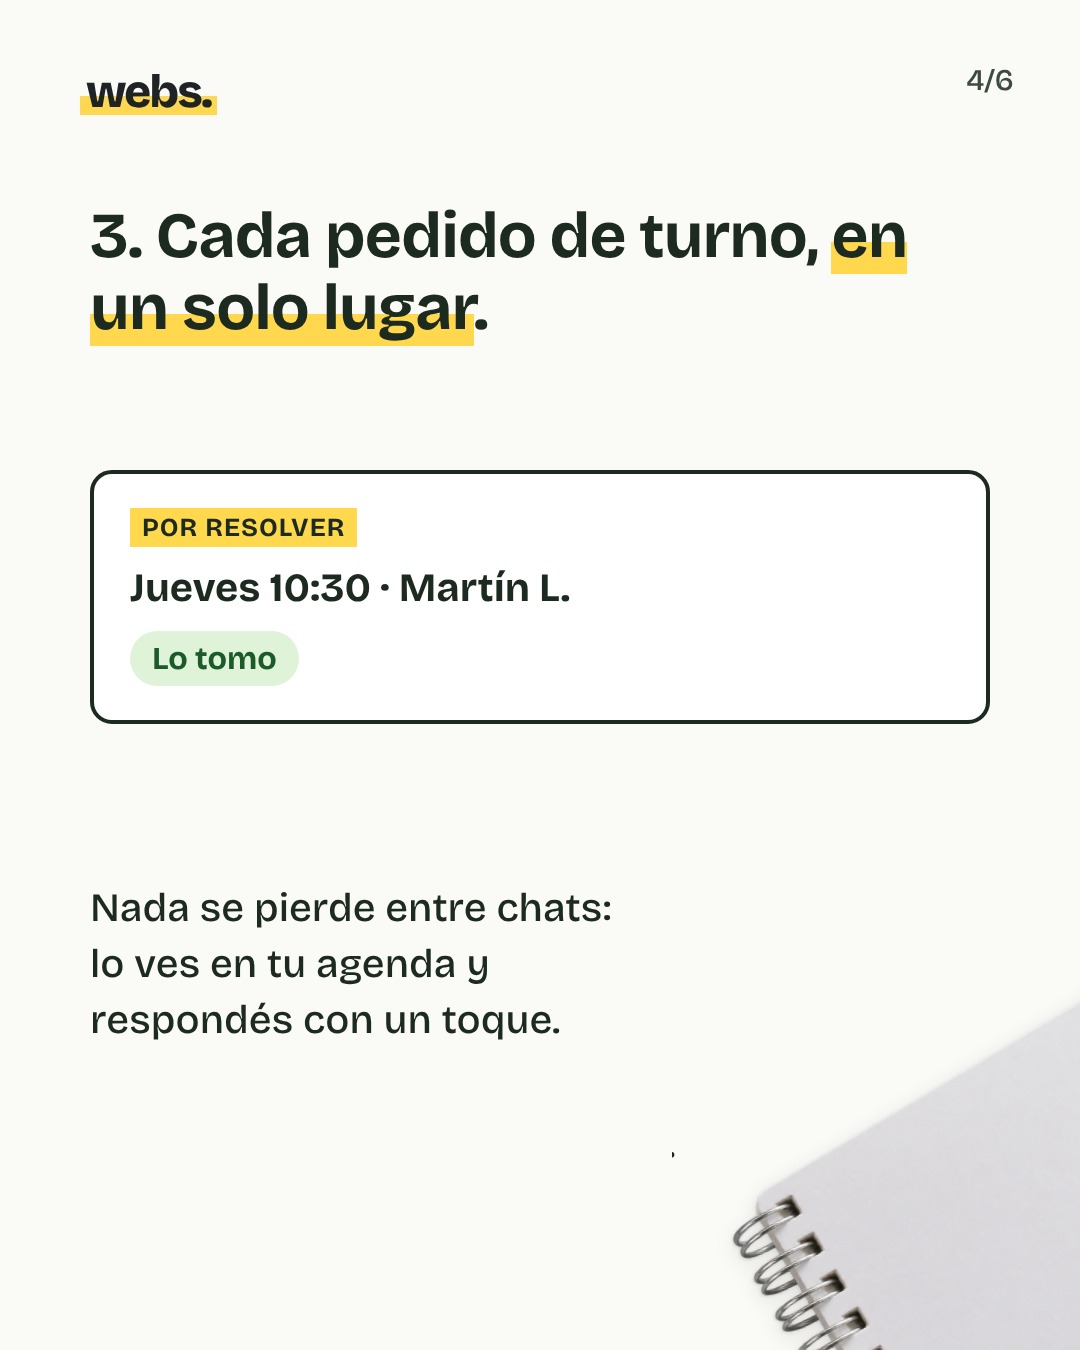 webs.
4/6
3. Cada pedido de turno, en
un solo lugar.
POR RESOLVER
Jueves 10:30 · Martín L.
Lo tomo
Nada se pierde entre chats:
lo ves en tu agenda y
respondés con un toque.